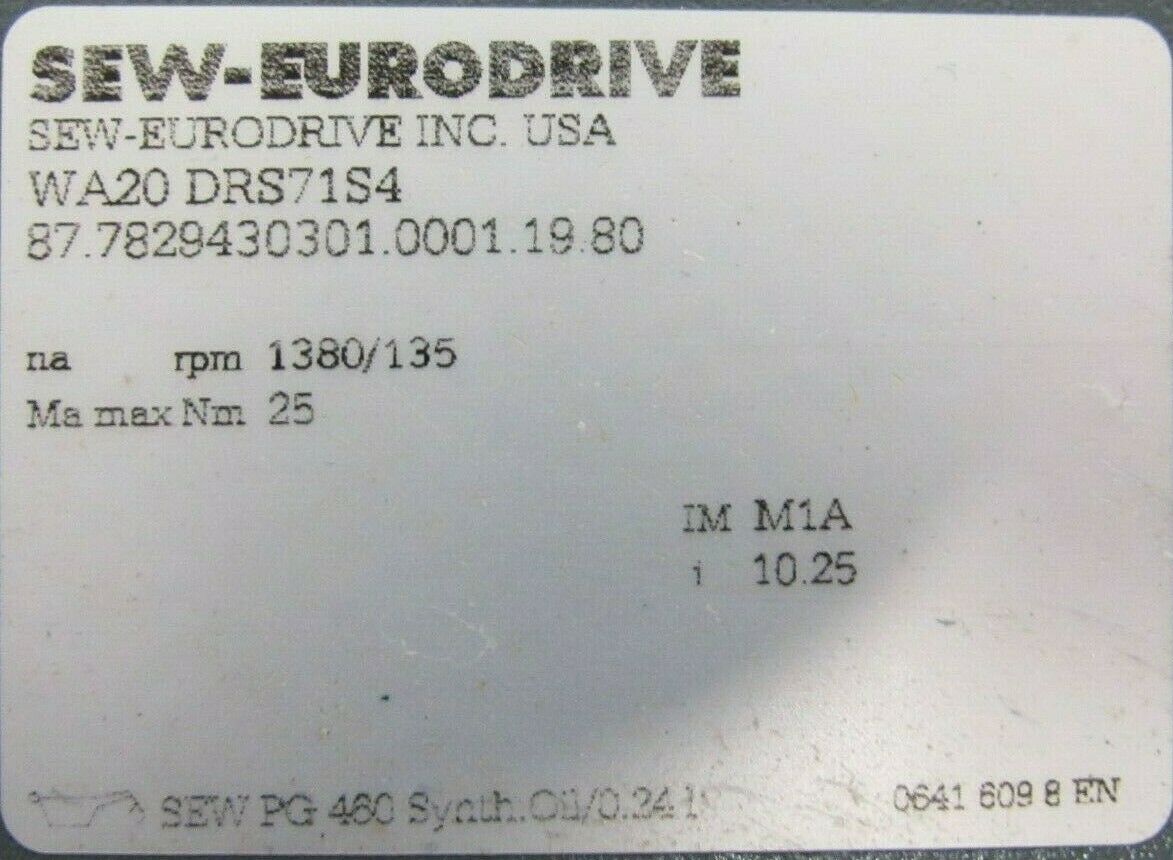 SEW-EURODRIVE
SEW-EURODRIVE INC. USA
WA20 DRS71S4
87.7829430301.0001.19.80
na rpm 1380/135
Ma max Nm 25
IM M1A
i 10.25
SEW PG 460 Synth.Oil/0.24 l
0641 609 8 EN